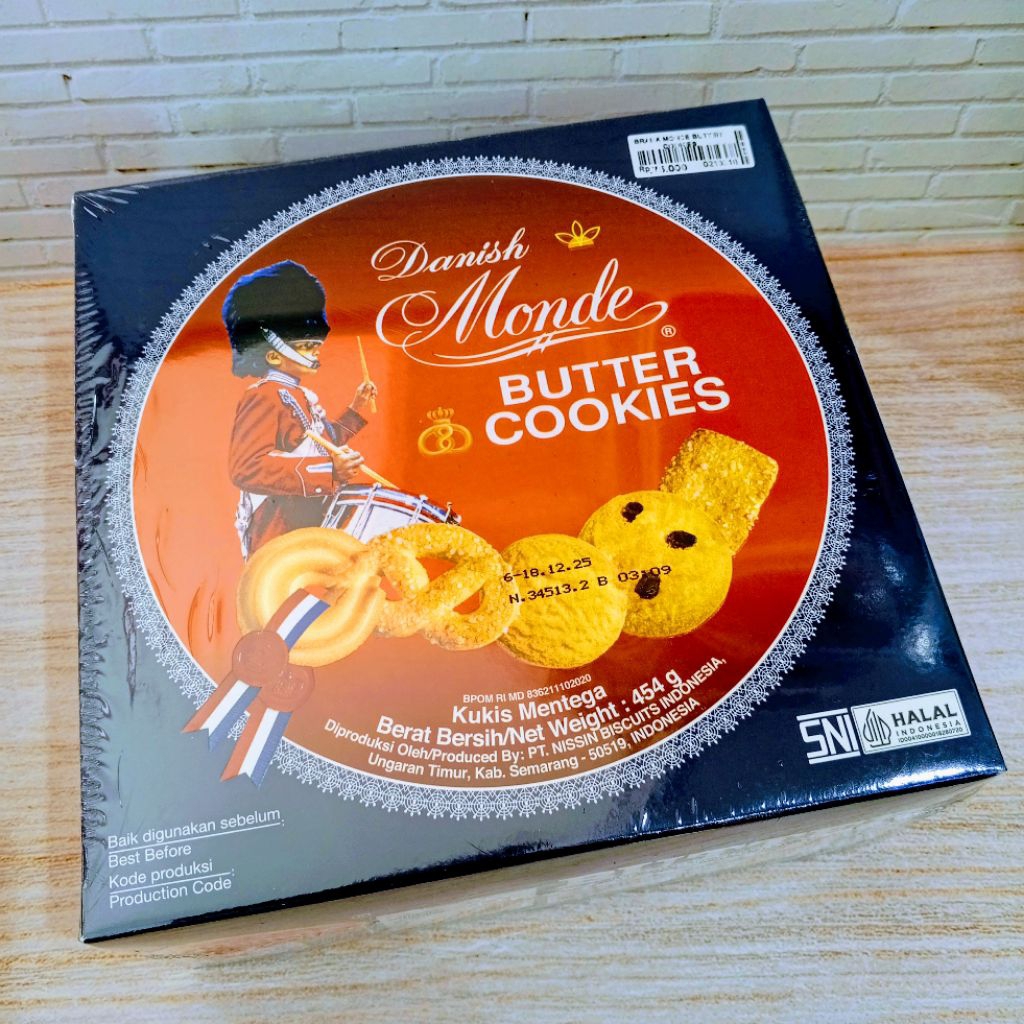 Danish
Monde
®
BUTTER
COOKIES
6-18.12.25
N.34513.2 B 03:09
BPOM RI MD 836211102020
Kukis Mentega
Berat Bersih/Net Weight : 454 g
Diproduksi Oleh/Produced By: PT. NISSIN BISCUITS INDONESIA,
Ungaran Timur, Kab. Semarang - 50519, INDONESIA
SNI
HALAL
INDONESIA
Baik digunakan sebelum :
Best Before
Kode produksi :
Production Code